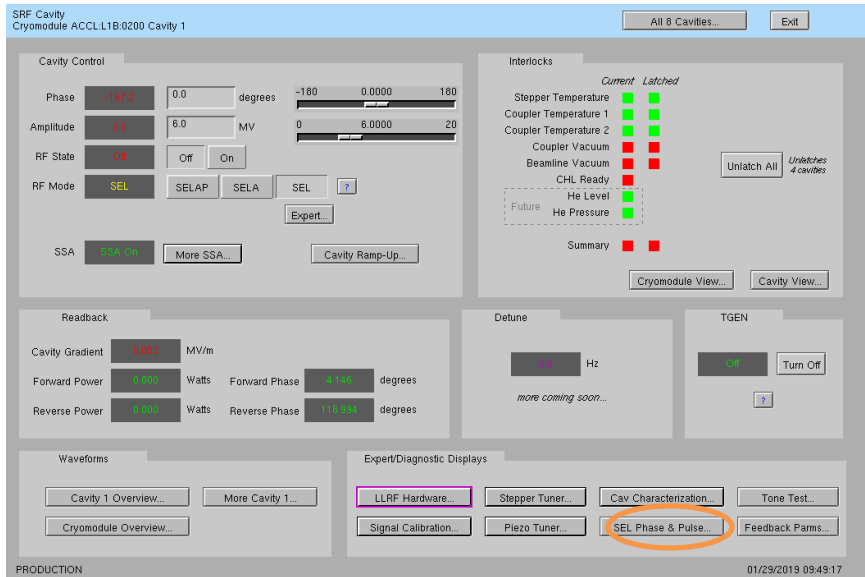 SRF Cavity
Cryomodule ACCL:L1B:0200 Cavity 1
All 8 Cavities...
Exit
Cavity Control
Phase
0.0
degrees
-180 0.0000 180
Amplitude
0.0
6.0
MV
0 6.0000 20
RF State
Off
Off
On
RF Mode
SEL
SELAP
SELA
SEL
?
Expert...
SSA
SSA On
More SSA...
Cavity Ramp-Up...
Interlocks
Current Latched
Stepper Temperature
Coupler Temperature 1
Coupler Temperature 2
Coupler Vacuum
Beamline Vacuum
CHL Ready
Future
He Level
He Pressure
Summary
Unlatch All
Unlatches
4 cavities
Cryomodule View...
Cavity View...
Readback
Cavity Gradient 0.000 MV/m
Forward Power 0.000 Watts Forward Phase 4.146 degrees
Reverse Power 0.000 Watts Reverse Phase 116.994 degrees
Detune
0.0 Hz
more coming soon...
TGEN
Off
Turn Off
?
Waveforms
Cavity 1 Overview...
More Cavity 1...
Cryomodule Overview...
Expert/Diagnostic Displays
LLRF Hardware...
Stepper Tuner...
Cav Characterization...
Tone Test...
Signal Calibration...
Piezo Tuner...
SEL Phase & Pulse...
Feedback Parms...
PRODUCTION
01/29/2019 09:49:17